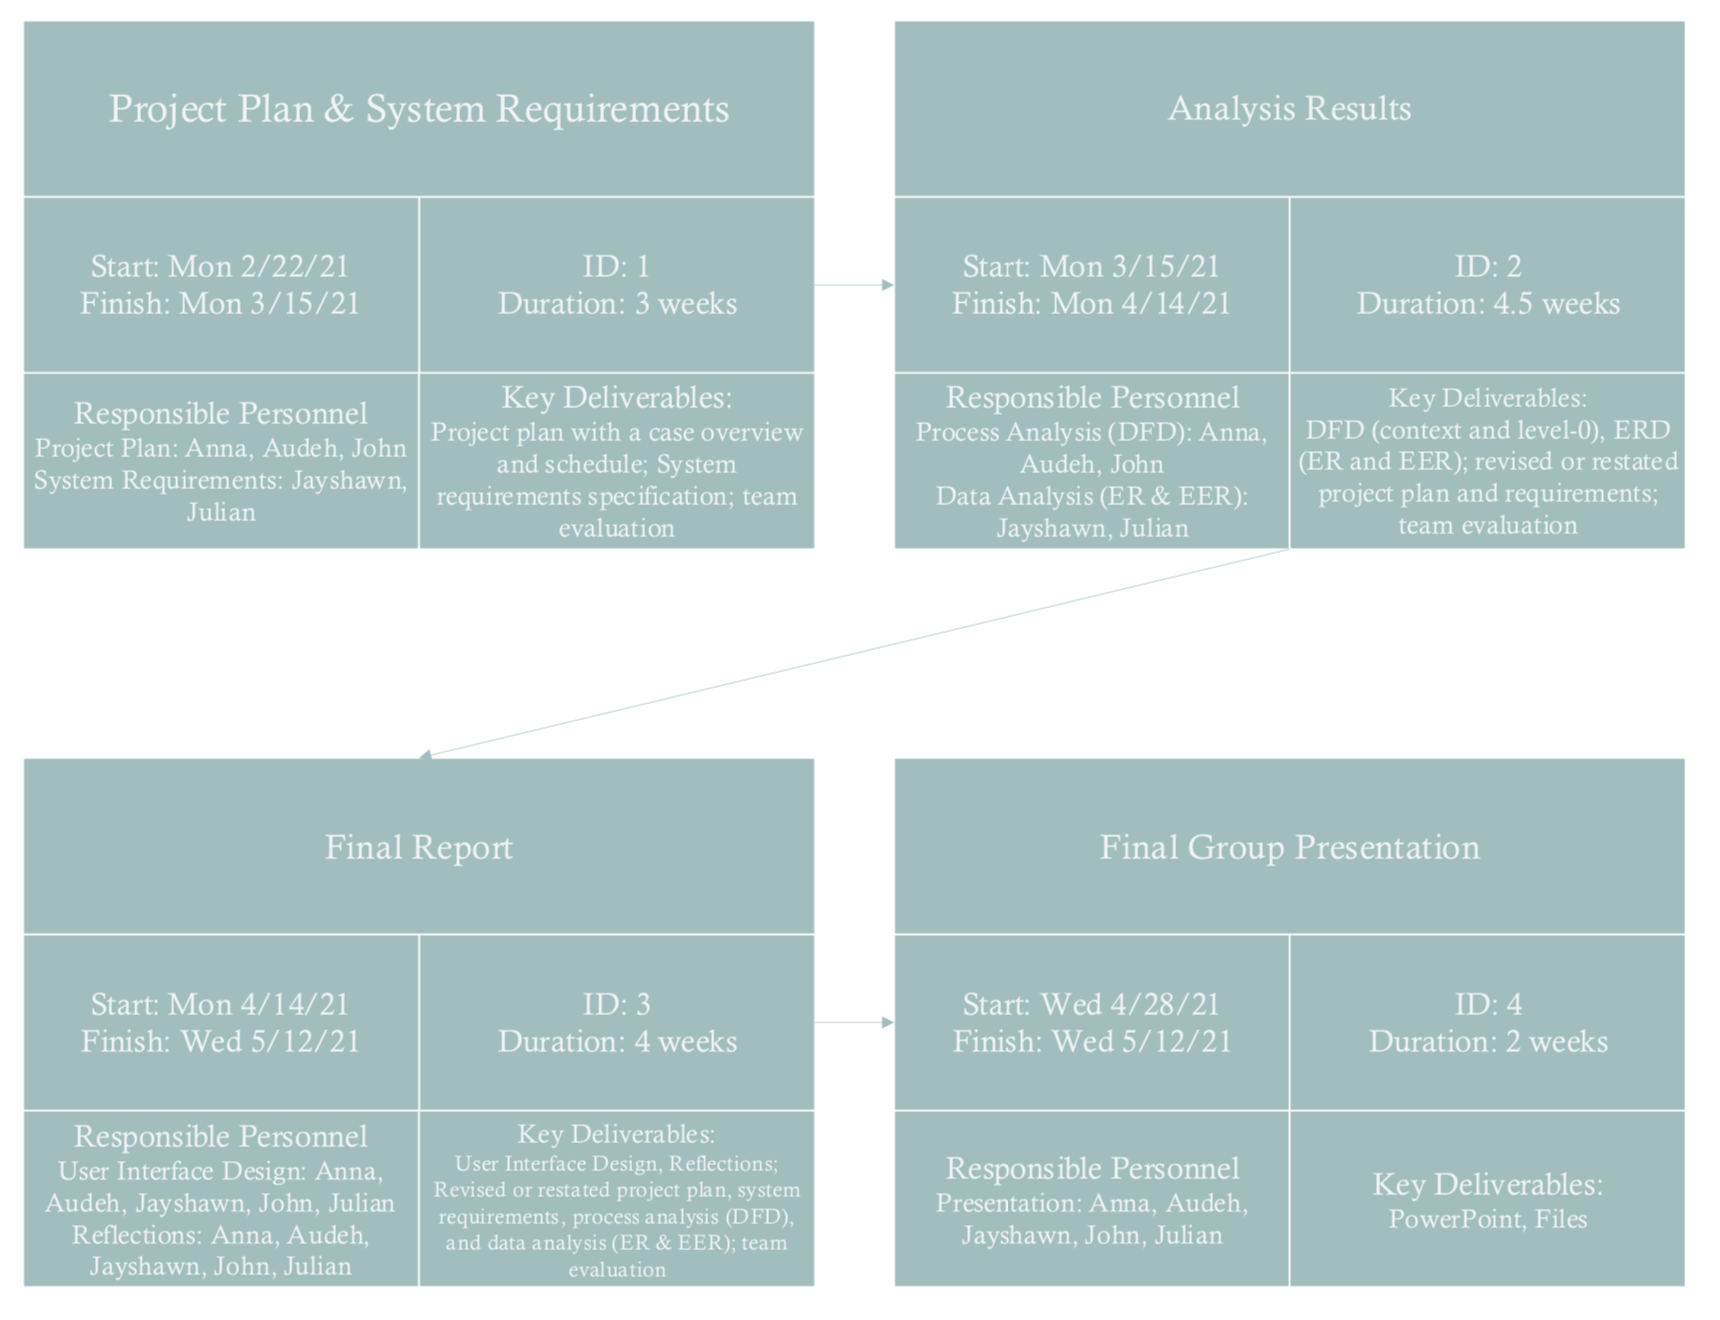 Project Plan & System Requirements
Start: Mon 2/22/21
Finish: Mon 3/15/21
ID: 1
Duration: 3 weeks
Responsible Personnel
Project Plan: Anna, Audeh, John
System Requirements: Jayshawn,
Julian
Key Deliverables:
Project plan with a case overview
and schedule; System
requirements specification; team
evaluation
Analysis Results
Start: Mon 3/15/21
Finish: Mon 4/14/21
ID: 2
Duration: 4.5 weeks
Responsible Personnel
Process Analysis (DFD): Anna,
Audeh, John
Data Analysis (ER & EER):
Jayshawn, Julian
Key Deliverables:
DFD (context and level-0), ERD
(ER and EER); revised or restated
project plan and requirements;
team evaluation
Final Report
Start: Mon 4/14/21
Finish: Wed 5/12/21
ID: 3
Duration: 4 weeks
Responsible Personnel
User Interface Design: Anna,
Audeh, Jayshawn, John, Julian
Reflections: Anna, Audeh,
Jayshawn, John, Julian
Key Deliverables:
User Interface Design, Reflections;
Revised or restated project plan, system
requirements, process analysis (DFD),
and data analysis (ER & EER); team
evaluation
Final Group Presentation
Start: Wed 4/28/21
Finish: Wed 5/12/21
ID: 4
Duration: 2 weeks
Responsible Personnel
Presentation: Anna, Audeh,
Jayshawn, John, Julian
Key Deliverables:
PowerPoint, Files